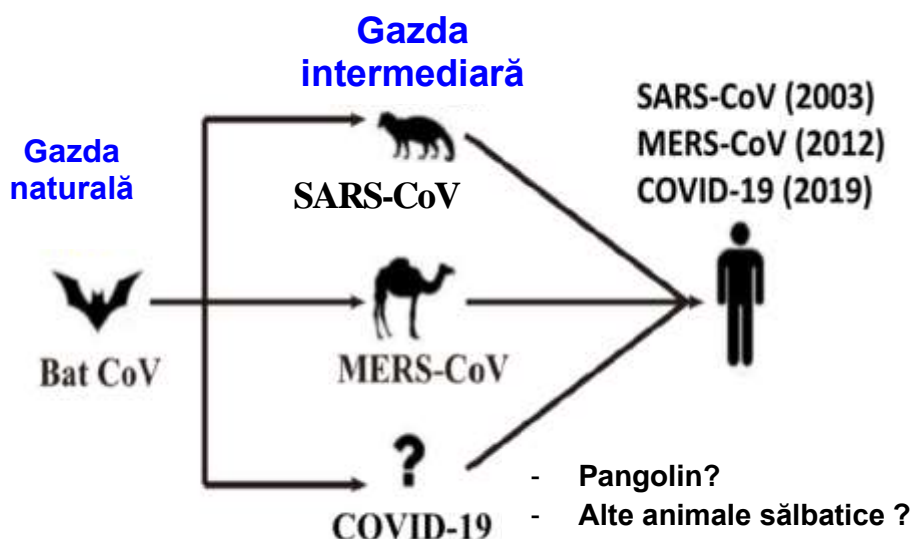 Gazda
intermediară
Gazda
naturală
SARS-CoV (2003)
MERS-CoV (2012)
COVID-19 (2019)
SARS-CoV
Bat CoV
MERS-CoV
?
COVID-19
- Pangolin?
- Alte animale sălbatice ?